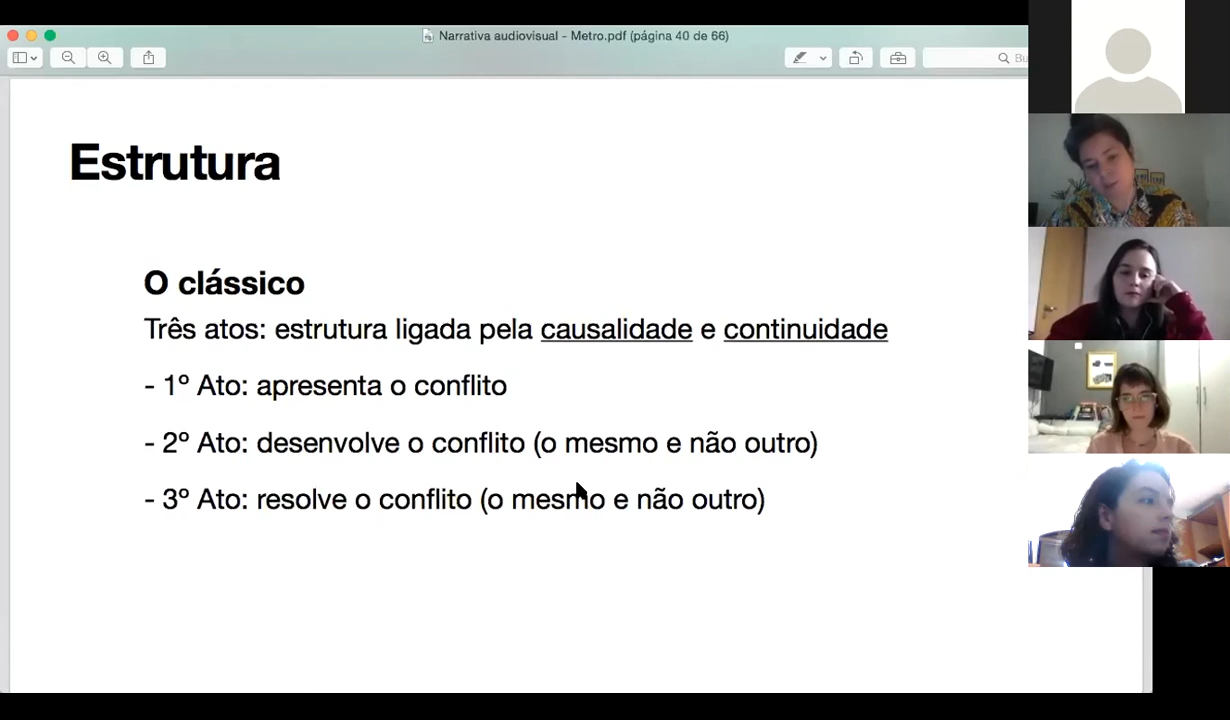 Narrativa audiovisual - Metro.pdf (página 40 de 66)
Bu
Estrutura
O clássico
Três atos: estrutura ligada pela causalidade e continuidade
- 1º Ato: apresenta o conflito
- 2º Ato: desenvolve o conflito (o mesmo e não outro)
- 3º Ato: resolve o conflito (o mesmo e não outro)